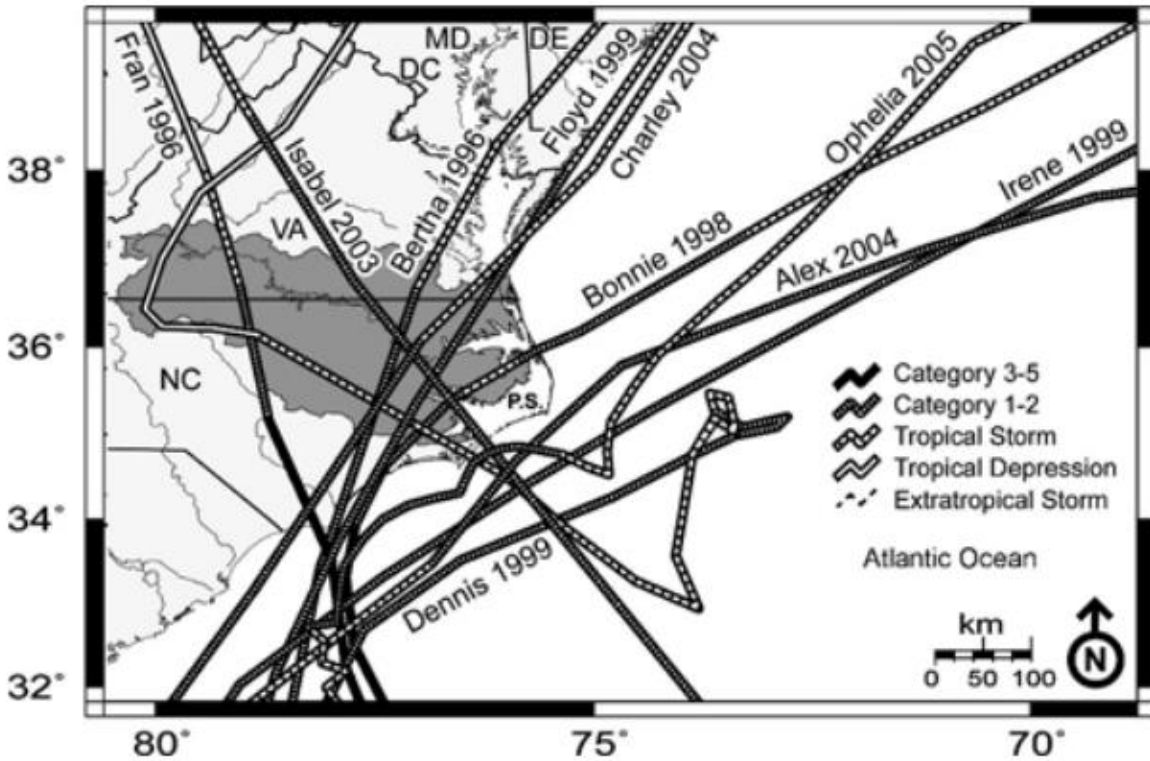 MD
DE
DC
Fran 1996
Isabel 2003
Bertha 1996
Floyd 1999
Charley 2004
Ophelia 2005
Irene 1999
Bonnie 1998
Alex 2004
Dennis 1999
VA
NC
P.S.
38°
36°
34°
32°
Category 3-5
Category 1-2
Tropical Storm
Tropical Depression
Extratropical Storm
Atlantic Ocean
km
0 50 100
N
80° 75° 70°